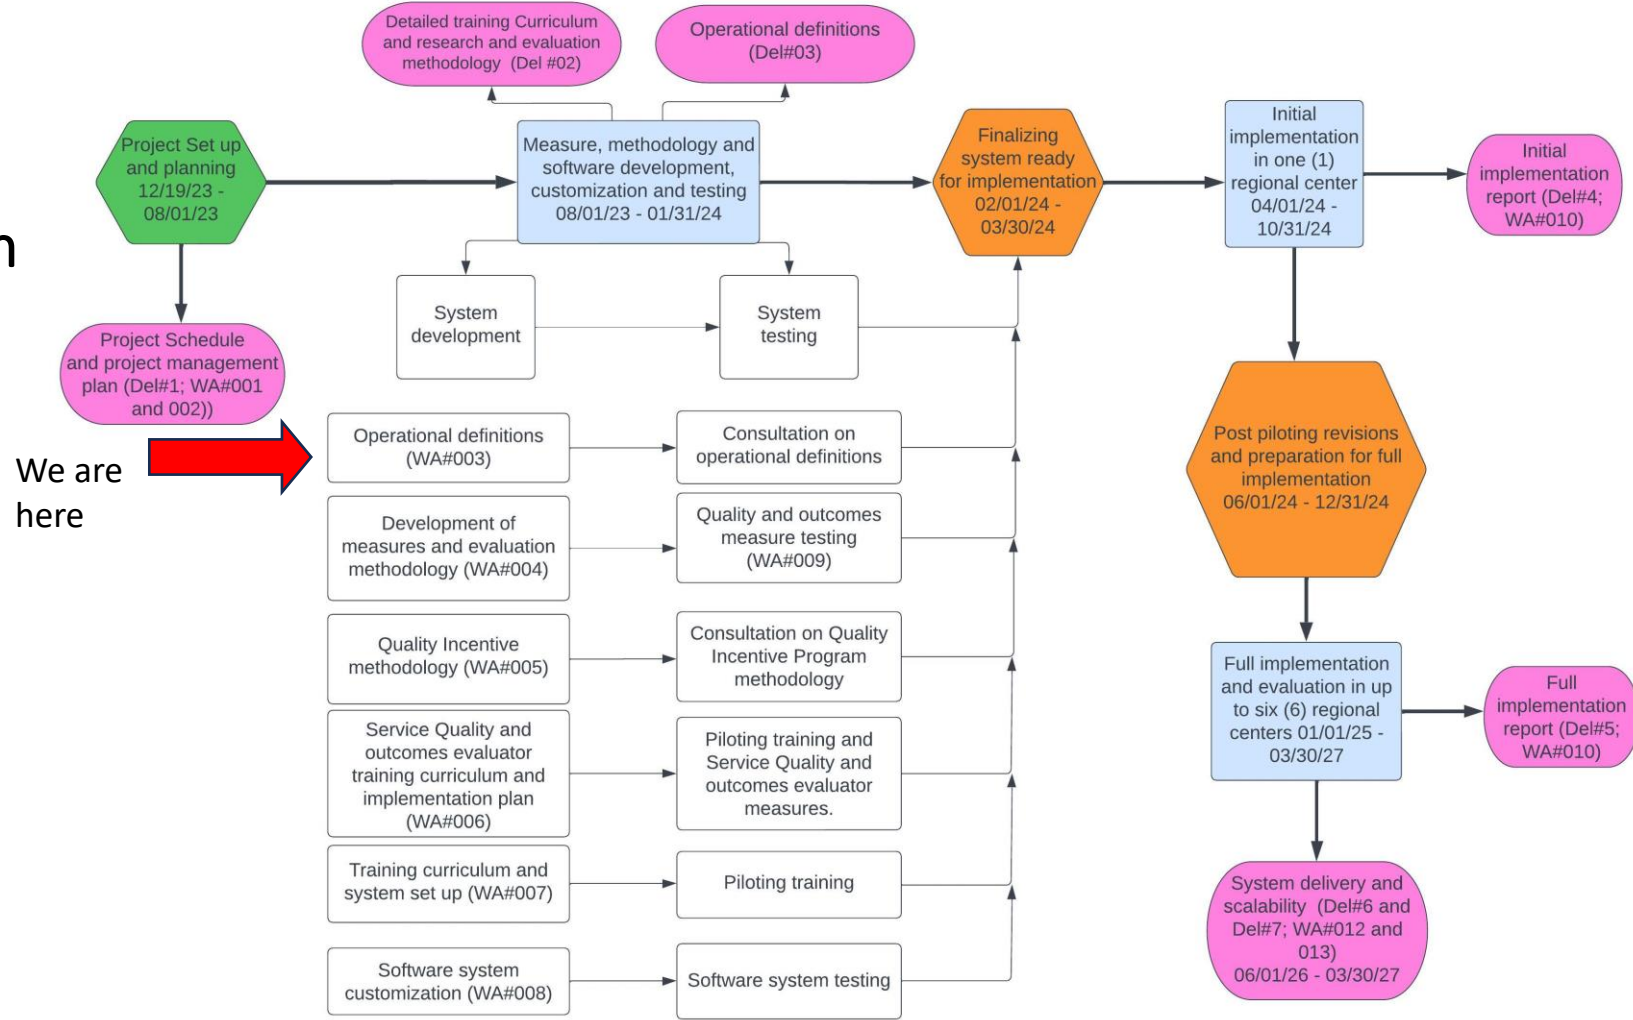 Detailed training Curriculum
and research and evaluation
methodology (Del #02)
Operational definitions
(Del#03)
Project Set up
and planning
12/19/23 -
08/01/23
Measure, methodology and
software development,
customization and testing
08/01/23 - 01/31/24
Finalizing
system ready
for implementation
02/01/24 -
03/30/24
Initial
implementation
in one (1)
regional center
04/01/24 -
10/31/24
Initial
implementation
report (Del#4;
WA#010)
n
System
development
System
testing
Project Schedule
and project management
plan (Del#1; WA#001
and 002))
We are
here
Operational definitions
(WA#003)
Consultation on
operational definitions
Development of
measures and evaluation
methodology (WA#004)
Quality and outcomes
measure testing
(WA#009)
Quality Incentive
methodology (WA#005)
Consultation on Quality
Incentive Program
methodology
Service Quality and
outcomes evaluator
training curriculum and
implementation plan
(WA#006)
Piloting training and
Service Quality and
outcomes evaluator
measures.
Training curriculum and
system set up (WA#007)
Piloting training
Software system
customization (WA#008)
Software system testing
Post piloting revisions
and preparation for full
implementation
06/01/24 - 12/31/24
Full implementation
and evaluation in up
to six (6) regional
centers 01/01/25 -
03/30/27
Full
implementation
report (Del#5;
WA#010)
System delivery and
scalability (Del#6 and
Del#7; WA#012 and
013)
06/01/26 - 03/30/27